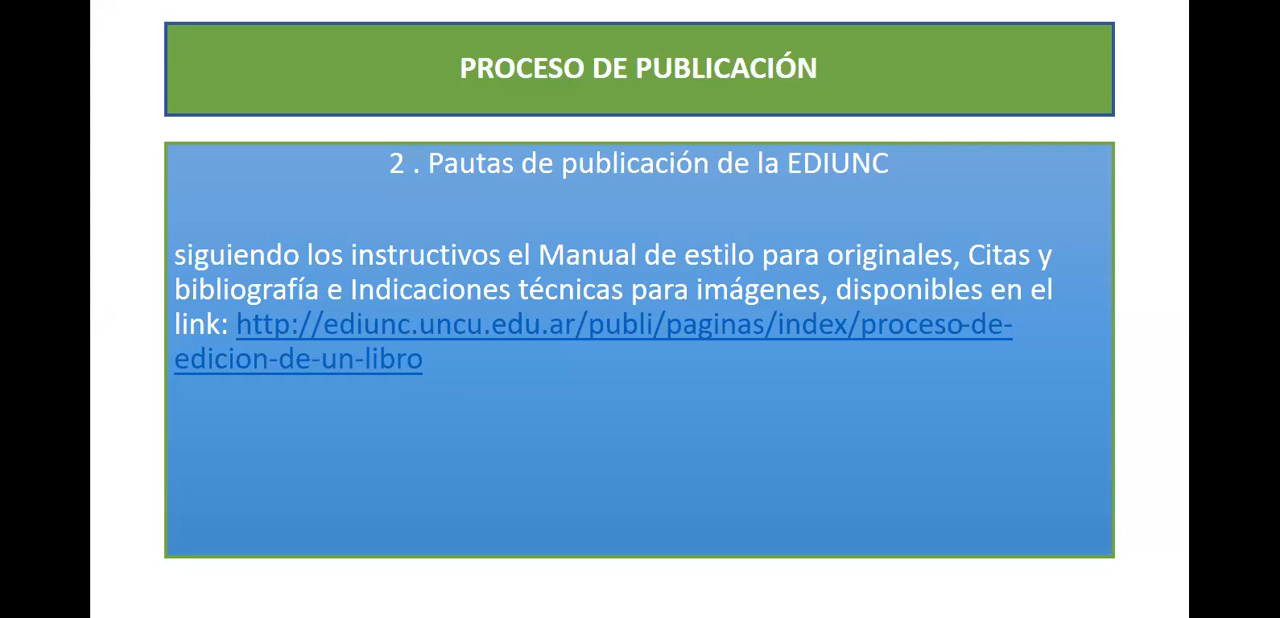 PROCESO DE PUBLICACIÓN
2 . Pautas de publicación de la EDIUNC
siguiendo los instructivos el Manual de estilo para originales, Citas y
bibliografía e Indicaciones técnicas para imágenes, disponibles en el
link: http://ediunc.uncu.edu.ar/publi/paginas/index/proceso-de-
edicion-de-un-libro